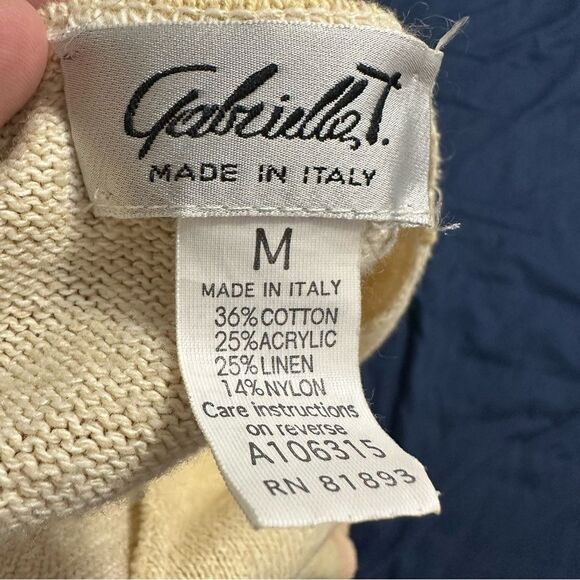 Gabrielle T.
MADE IN ITALY
M
MADE IN ITALY
36% COTTON
25% ACRYLIC
25% LINEN
14% NYLON
Care instructions
on reverse
A106315
RN 81893